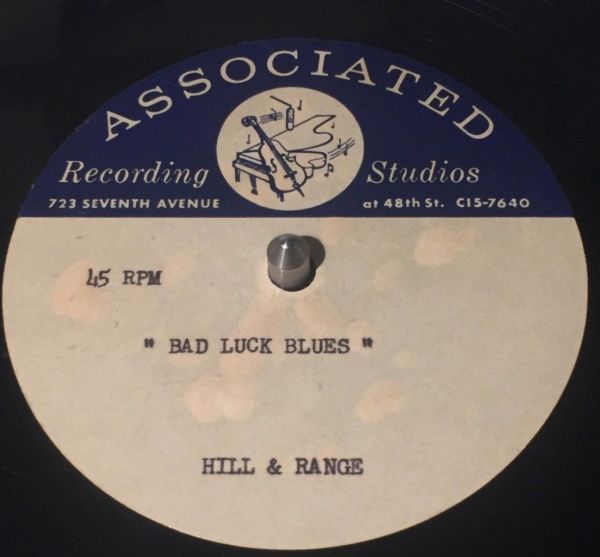 ASSOCIATED
Recording Studios
723 SEVENTH AVENUE at 48th St. CI5-7640
45 RPM
" BAD LUCK BLUES "
HILL & RANGE